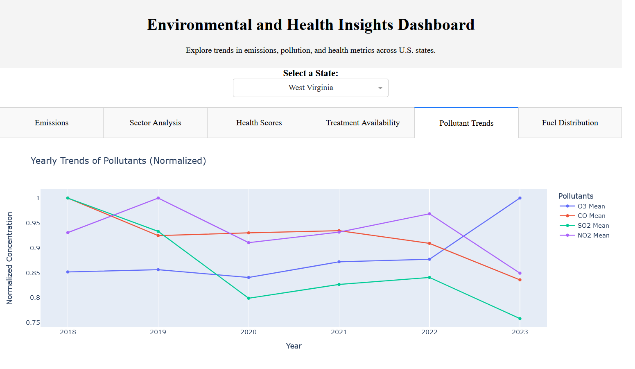 Environmental and Health Insights Dashboard
Explore trends in emissions, pollution, and health metrics across U.S. states.
Select a State:
West Virginia
Emissions
Sector Analysis
Health Scores
Treatment Availability
Pollutant Trends
Fuel Distribution
Yearly Trends of Pollutants (Normalized)
Normalized Concentration
1
0.95
0.9
0.85
0.8
0.75
2018
2019
2020
2021
2022
2023
Year
Pollutants
O3 Mean
CO Mean
SO2 Mean
NO2 Mean